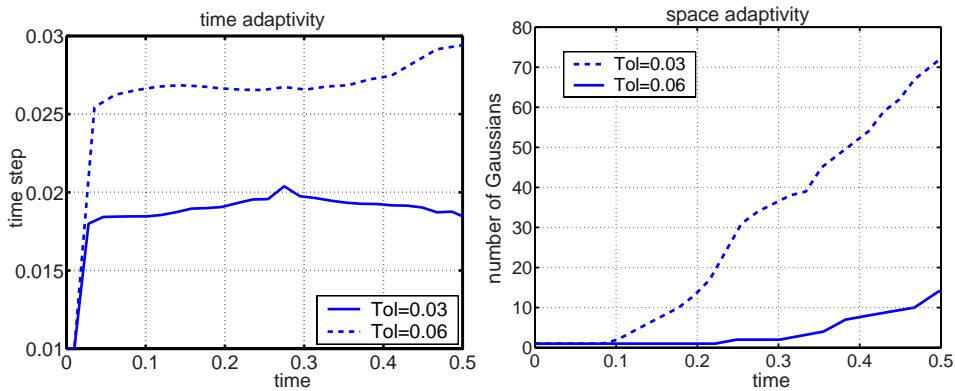 time adaptivity
0.03
0.025
0.02
0.015
0.01
time step
0 0.1 0.2 0.3 0.4 0.5
time
Tol=0.03
Tol=0.06
space adaptivity
80
70
60
50
40
30
20
10
0
number of Gaussians
0 0.1 0.2 0.3 0.4 0.5
time
Tol=0.03
Tol=0.06